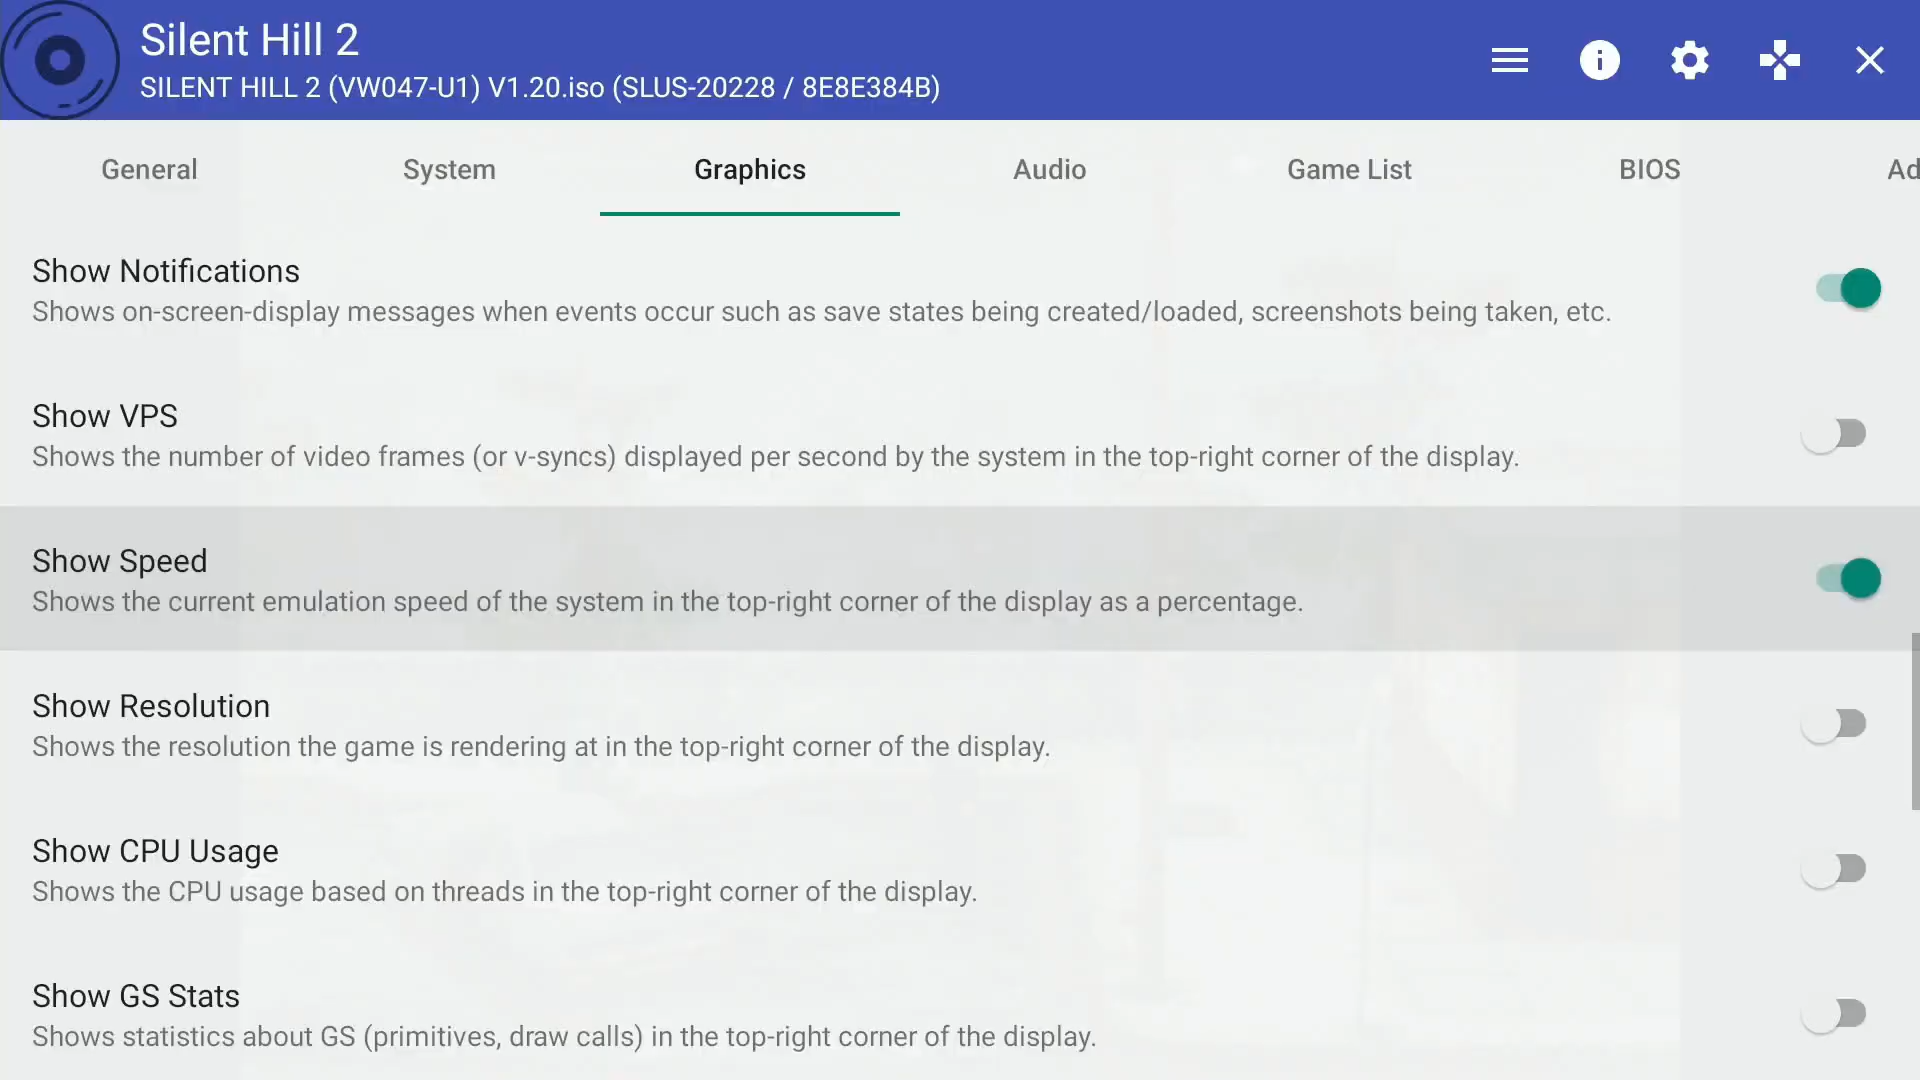 Silent Hill 2
SILENT HILL 2 (VW047-U1) V1.20.iso (SLUS-20228 / 8E8E384B)
General System Graphics Audio Game List BIOS Ad
Show Notifications
Shows on-screen-display messages when events occur such as save states being created/loaded, screenshots being taken, etc.
Show VPS
Shows the number of video frames (or v-syncs) displayed per second by the system in the top-right corner of the display.
Show Speed
Shows the current emulation speed of the system in the top-right corner of the display as a percentage.
Show Resolution
Shows the resolution the game is rendering at in the top-right corner of the display.
Show CPU Usage
Shows the CPU usage based on threads in the top-right corner of the display.
Show GS Stats
Shows statistics about GS (primitives, draw calls) in the top-right corner of the display.